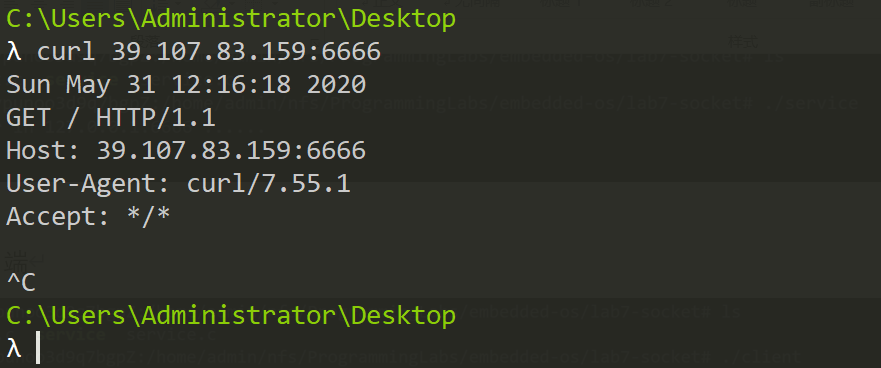 C:\Users\Administrator\Desktop
λ curl 39.107.83.159:6666
Sun May 31 12:16:18 2020
GET / HTTP/1.1
Host: 39.107.83.159:6666
User-Agent: curl/7.55.1
Accept: */*
^C
C:\Users\Administrator\Desktop
λ